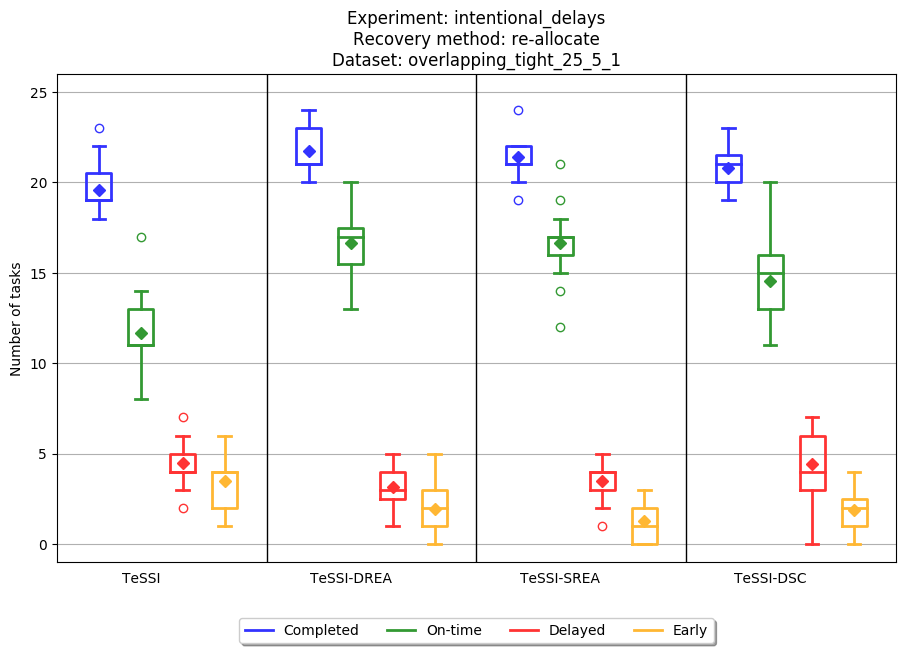 Experiment: intentional_delays
Recovery method: re-allocate
Dataset: overlapping_tight_25_5_1
25
20
15
10
5
0
Number of tasks
TeSSI
TeSSI-DREA
TeSSI-SREA
TeSSI-DSC
Completed
On-time
Delayed
Early